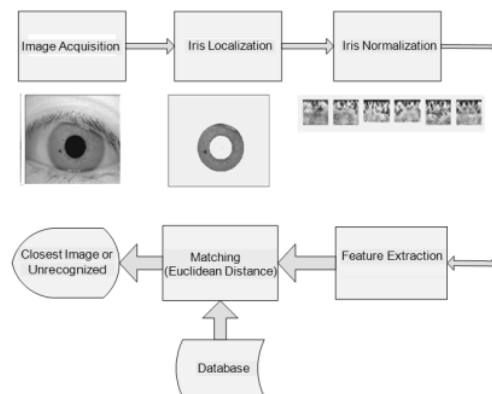 Image Acquisition
Iris Localization
Iris Normalization
Closest Image or
Unrecognized
Matching
(Euclidean Distance)
Feature Extraction
Database